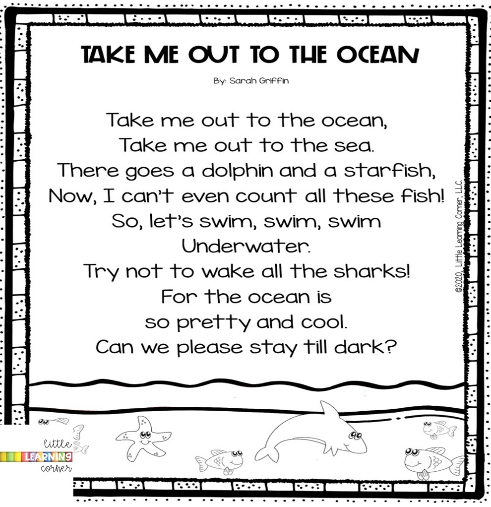 TAKE ME OUT TO THE OCEAN
By: Sarah Griffin
Take me out to the ocean,
Take me out to the sea.
There goes a dolphin and a starfish,
Now, I can't even count all these fish!
So, let's swim, swim, swim
Underwater.
Try not to wake all the sharks!
For the ocean is
so pretty and cool.
Can we please stay till dark?
©2020, Little Learning Corner, LLC
little
LEARNING
corner